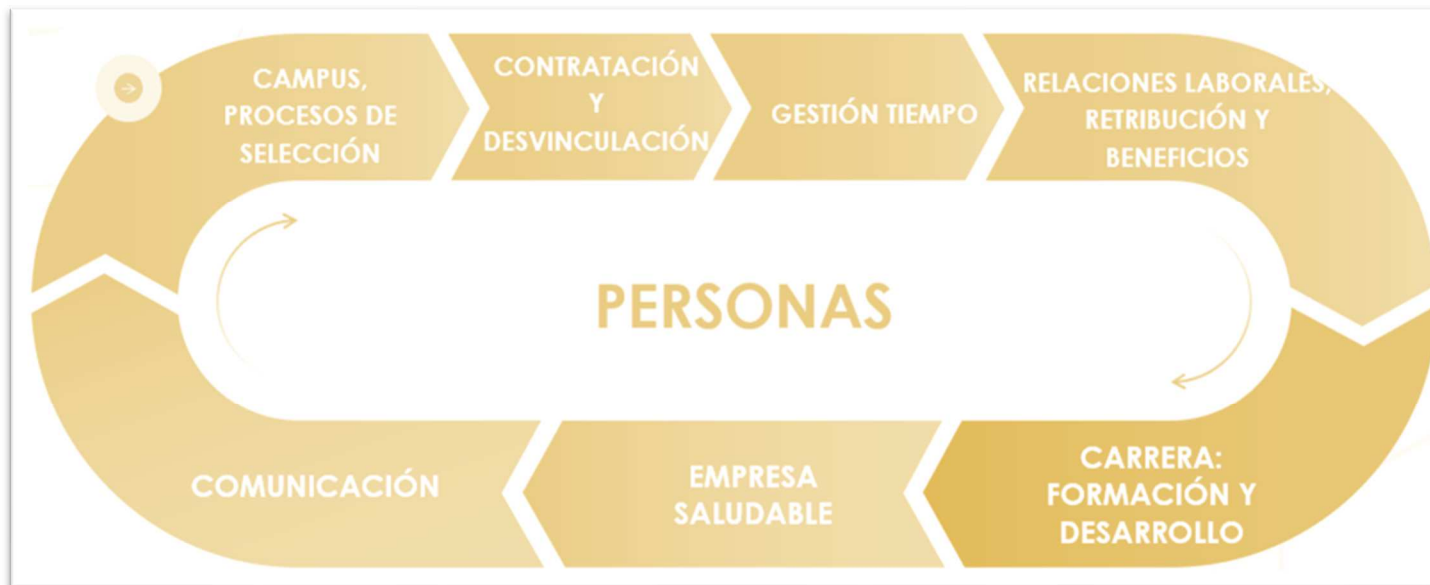 CAMPUS,
PROCESOS DE
SELECCIÓN
CONTRATACIÓN
Y
DESVINCULACIÓN
GESTIÓN TIEMPO
RELACIONES LABORALES,
RETRIBUCIÓN Y
BENEFICIOS
PERSONAS
CARRERA:
FORMACIÓN Y
DESARROLLO
EMPRESA
SALUDABLE
COMUNICACIÓN